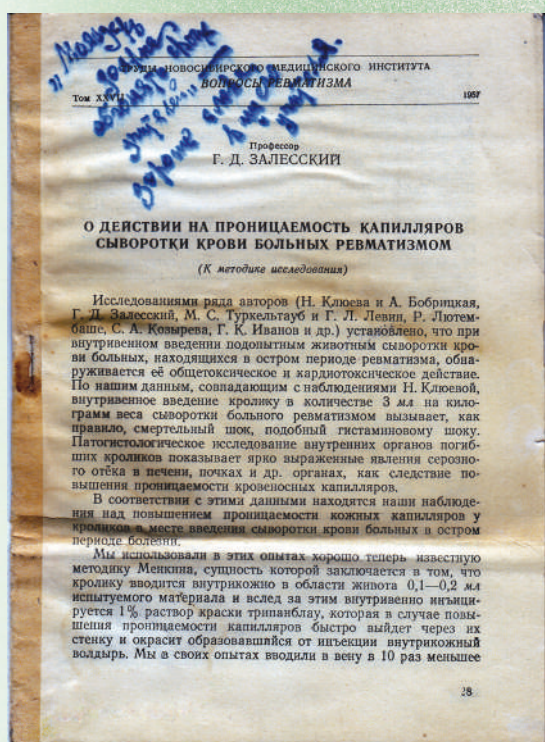 ТРУДЫ НОВОСИБИРСКОГО МЕДИЦИНСКОГО ИНСТИТУТА
ВОПРОСЫ РЕВМАТИЗМА
Том 1957
Профессор
Г. Д. ЗАЛЕССКИЙ
О ДЕЙСТВИИ НА ПРОНИЦАЕМОСТЬ КАПИЛЛЯРОВ
СЫВОРОТКИ КРОВИ БОЛЬНЫХ РЕВМАТИЗМОМ
(К методике исследования)
Исследованиями ряда авторов (Н. Клюева и А. Бобрицкая,
Г. Д. Залесский, М. С. Туркельтауб и Г. Л. Левин, Р. Лютем-
баше, С. А. Козырева, Г. К. Иванов и др.) установлено, что при
внутривенном введении подопытным животным сыворотки кро-
ви больных, находящихся в остром периоде ревматизма, обна-
руживается её общетоксическое и кардиотоксическое действие.
По нашим данным, совпадающим с наблюдениями Н. Клюевой,
внутривенное введение кролику в количестве 3 мл на кило-
грамм веса сыворотки больного ревматизмом вызывает, как
правило, смертельный шок, подобный гистаминовому шоку.
Патогистологическое исследование внутренних органов погиб-
ших кроликов показывает ярко выраженные явления серозно-
го отёка в печени, почках и др. органах, как следствие по-
вышения проницаемости кровеносных капилляров.
В соответствии с этими данными находятся наши наблюде-
ния над повышением проницаемости кожных капилляров у
кроликов в месте введения сыворотки крови больных в остром
периоде болезни.
Мы использовали в этих опытах хорошо теперь известную
методику Менкина, сущность которой заключается в том, что
кролику вводится внутрикожно в области живота 0,1—0,2 мл
испытуемого материала и вслед за этим внутривенно инъици-
руется 1% раствор краски трипанблау, которая в случае повы-
шения проницаемости капилляров быстро выйдет через их
стенку и окрасит образовавшийся от инъекции внутрикожный
волдырь. Мы в своих опытах вводили в вену в 10 раз меньшее
28